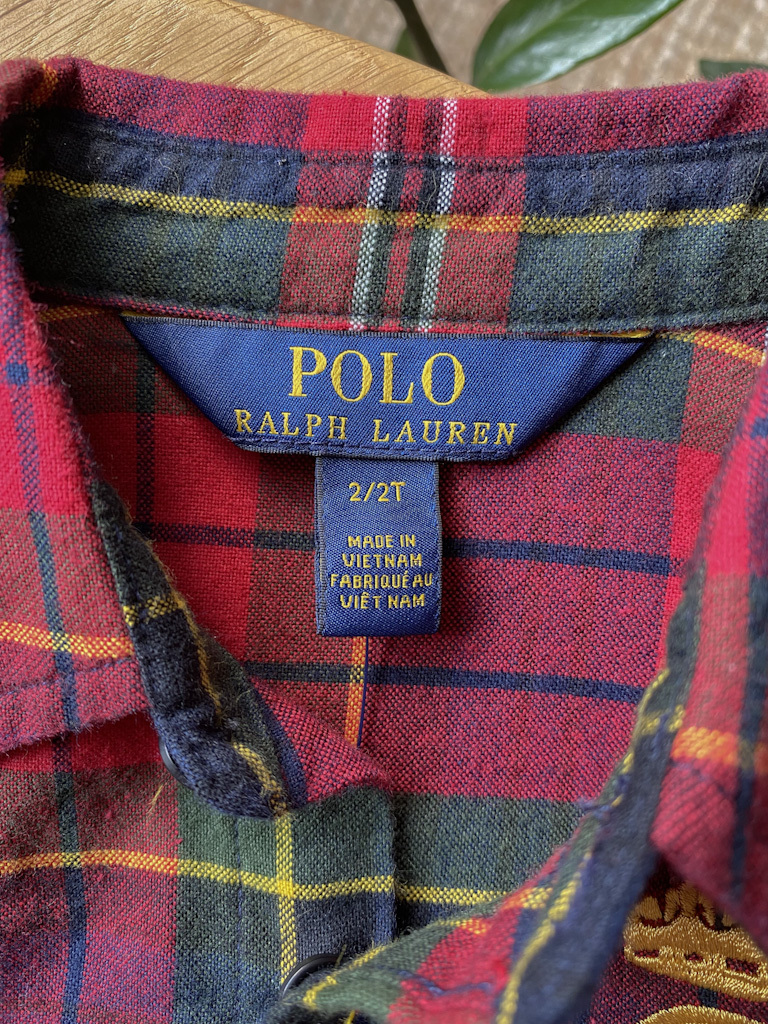 POLO
RALPH LAUREN
2/2T
MADE IN
VIETNAM
FABRIQUÉ AU
VIÊT NAM